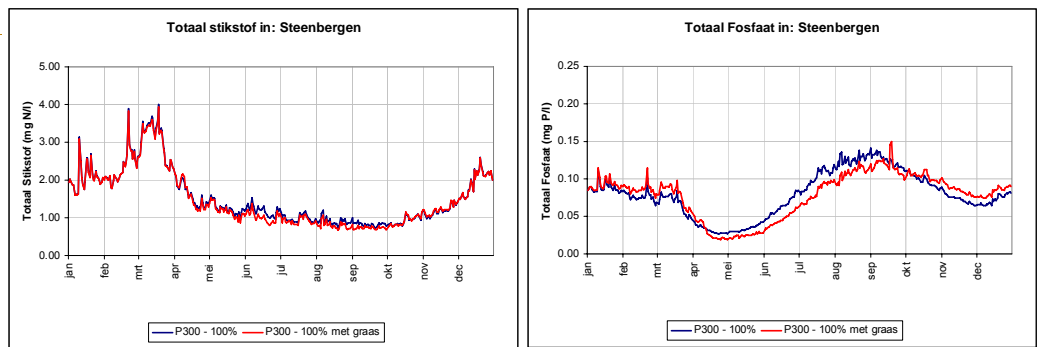 Totaal stikstof in: Steenbergen
5.00
4.00
3.00
2.00
1.00
0.00
Totaal Stikstof (mg N/l)
jan
feb
mrt
apr
mei
jun
jul
aug
sep
okt
nov
dec
P300 - 100%
P300 - 100% met graas
Totaal Fosfaat in: Steenbergen
0.25
0.20
0.15
0.10
0.05
0.00
Totaal Fosfaat (mg P/l)
jan
feb
mrt
apr
mei
jun
jul
aug
sep
okt
nov
dec
P300 - 100%
P300 - 100% met graas